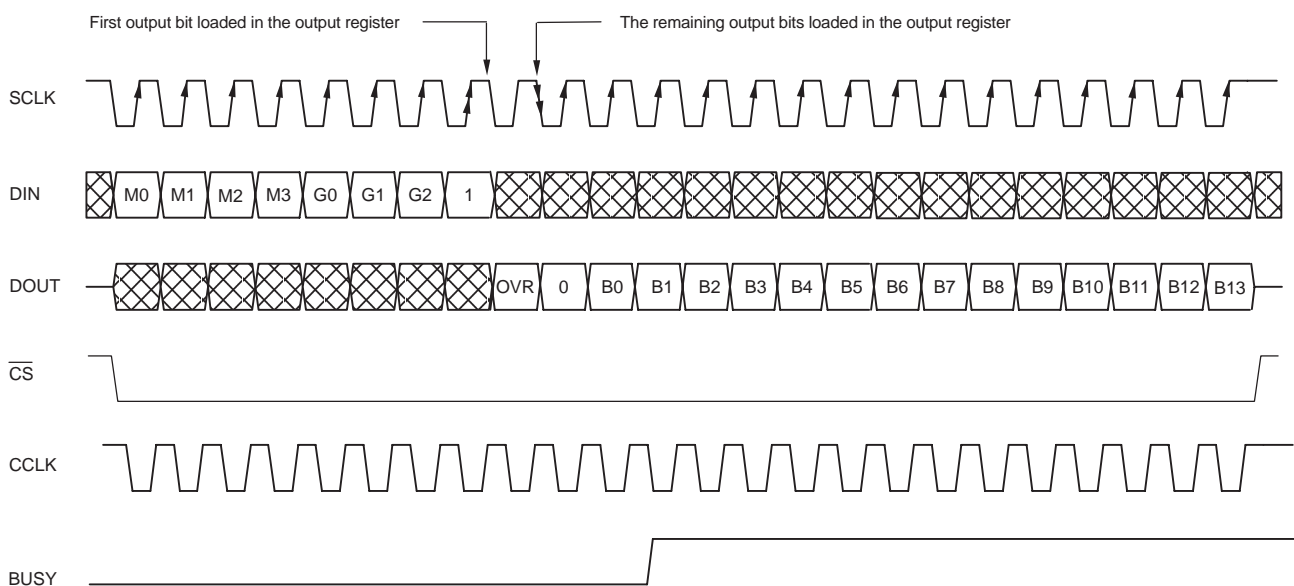 First output bit loaded in the output register The remaining output bits loaded in the output register
SCLK
DIN M0 M1 M2 M3 G0 G1 G2 1
DOUT OVR 0 B0 B1 B2 B3 B4 B5 B6 B7 B8 B9 B10 B11 B12 B13
CS
CCLK
BUSY